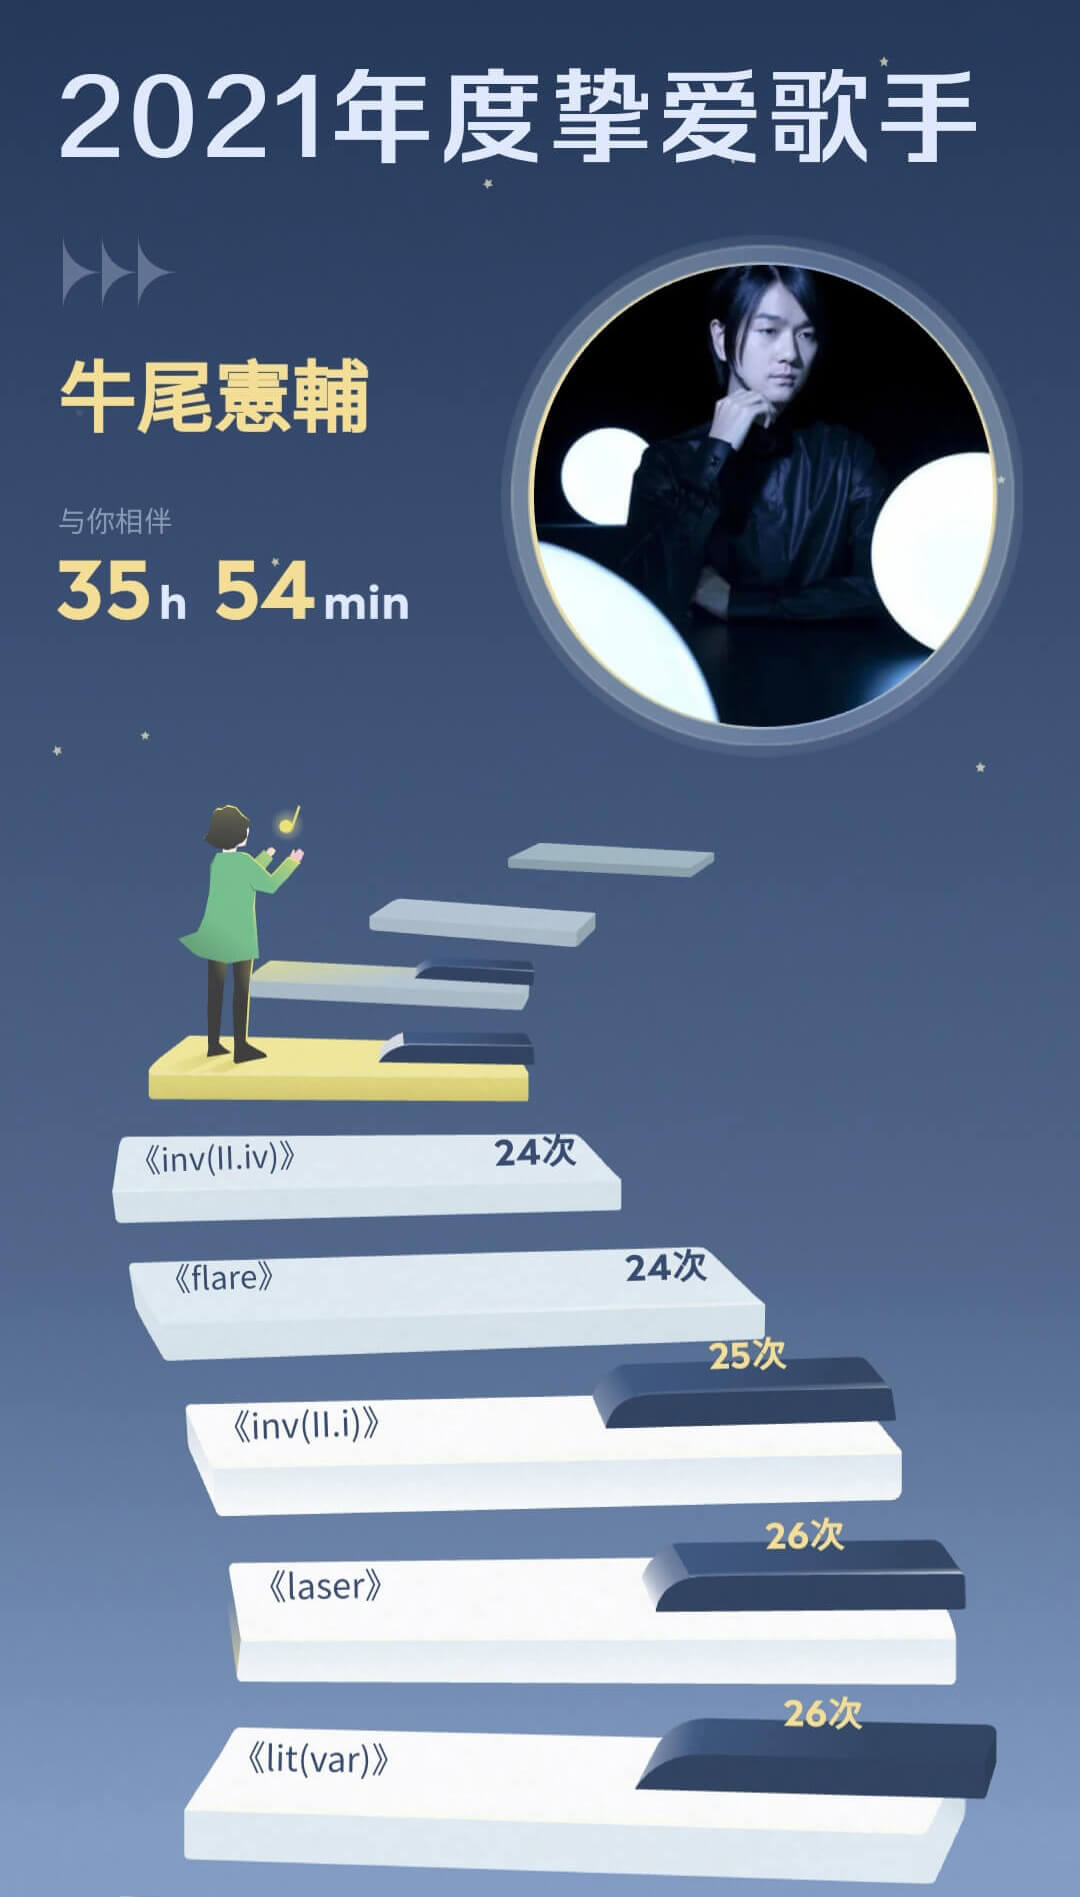 2021年度挚爱歌手
牛尾憲輔
与你相伴
35h 54min
《inv(II.iv)》 24次
《flare》 24次
《inv(II.i)》 25次
《laser》 26次
《lit(var)》 26次